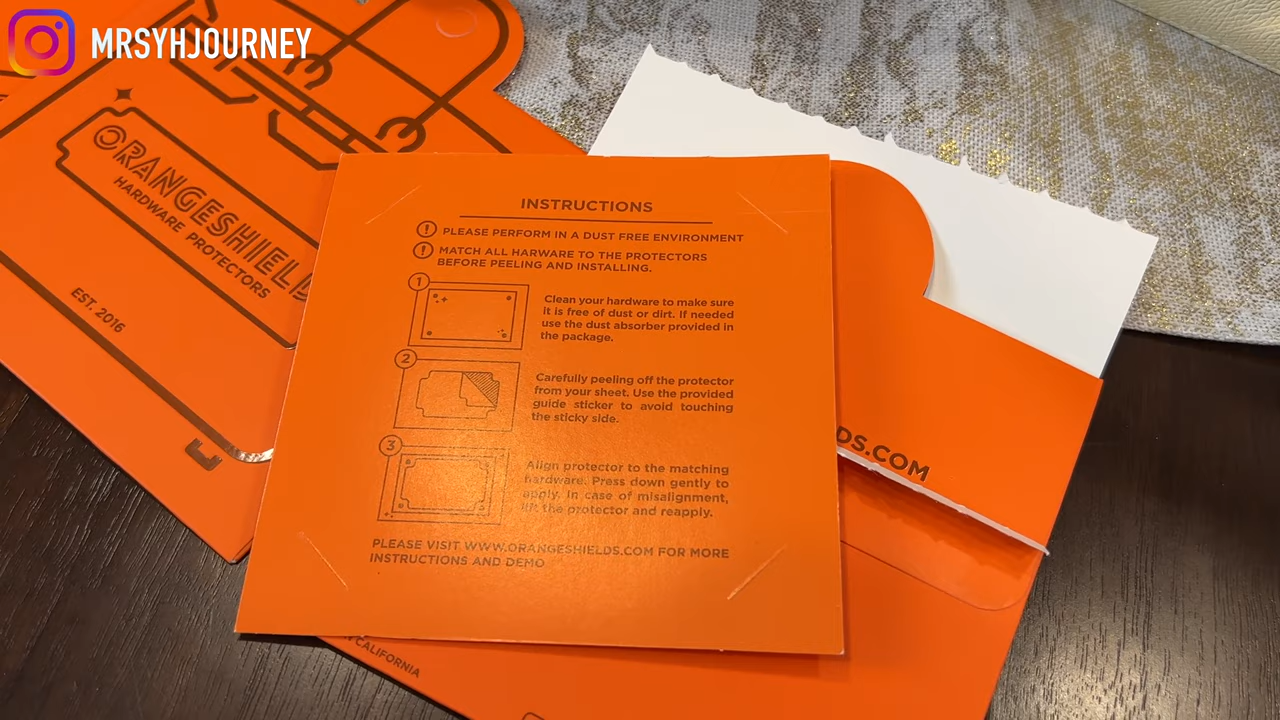 MRSYHJOURNEY
ORANGESHIELD
HARDWARE PROTECTORS
EST. 2016
INSTRUCTIONS
! PLEASE PERFORM IN A DUST FREE ENVIRONMENT
! MATCH ALL HARWARE TO THE PROTECTORS
BEFORE PEELING AND INSTALLING.
1
Clean your hardware to make sure
it is free of dust or dirt. If needed
use the dust absorber provided in
the package.
2
Carefully peeling off the protector
from your sheet. Use the provided
guide sticker to avoid touching
the sticky side.
3
Align protector to the matching
hardware. Press down gently to
apply. In case of misalignment,
lift the protector and reapply.
PLEASE VISIT WWW.ORANGESHIELDS.COM FOR MORE
INSTRUCTIONS AND DEMO
DS.COM
CALIFORNIA